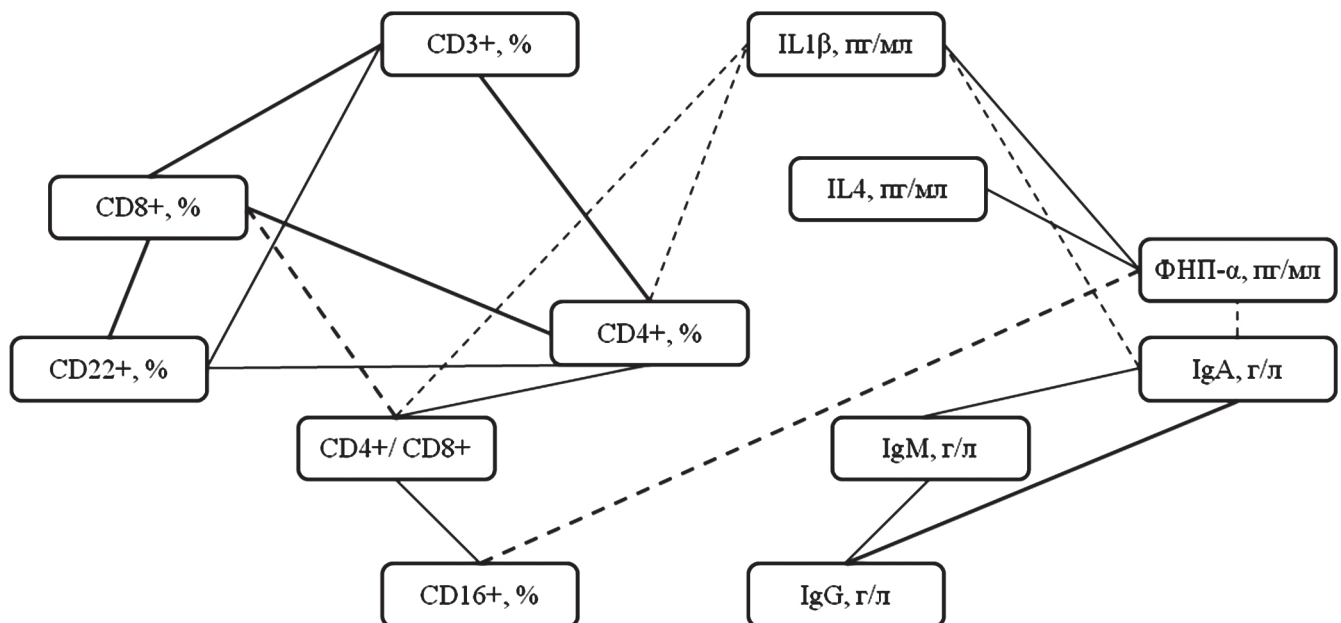 CD3+, %
IL1β, пг/мл
CD8+, %
IL4, пг/мл
ФНП-α, пг/мл
CD4+, %
CD22+, %
IgA, г/л
CD4+/ CD8+
IgM, г/л
CD16+, %
IgG, г/л